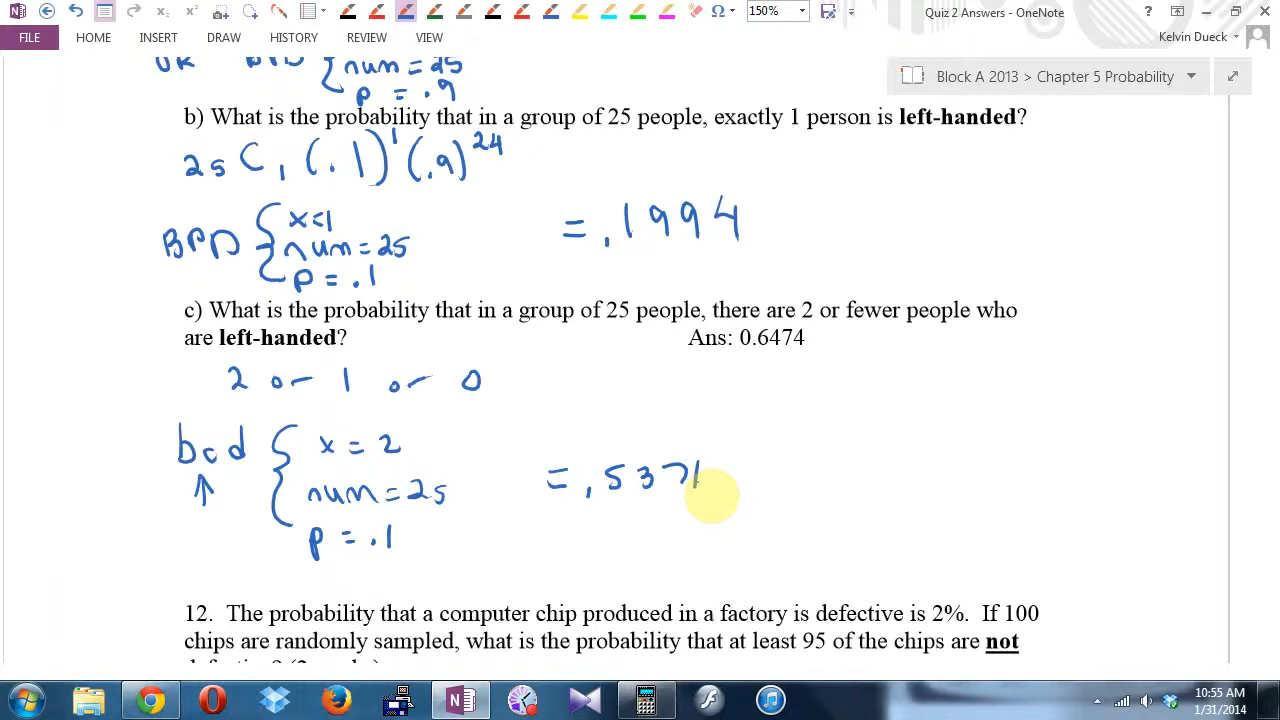 Quiz 2 Answers - OneNote
150%
FILE HOME INSERT DRAW HISTORY REVIEW VIEW
Kelvin Dueck
Block A 2013 > Chapter 5 Probability
num = 25
p = .9
b) What is the probability that in a group of 25 people, exactly 1 person is left-handed?
25 C 1 (.1)^1 (.9)^24
BPD { x=1
num = 25
p = .1
= .1994
c) What is the probability that in a group of 25 people, there are 2 or fewer people who
are left-handed? Ans: 0.6474
2 or 1 or 0
bcd { x = 2
num = 25
p = .1
= .5371
12. The probability that a computer chip produced in a factory is defective is 2%. If 100
chips are randomly sampled, what is the probability that at least 95 of the chips are not
10:55 AM
1/31/2014